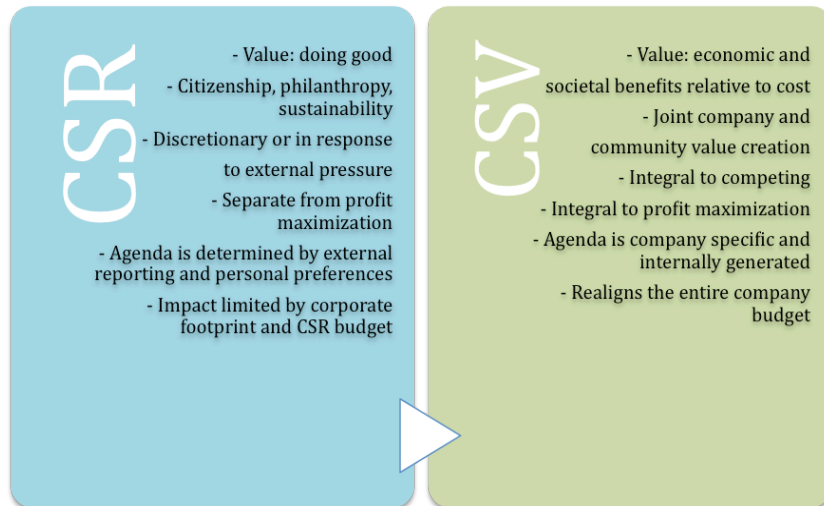 CSR
- Value: doing good
- Citizenship, philanthropy,
sustainability
- Discretionary or in response
to external pressure
- Separate from profit
maximization
- Agenda is determined by external
reporting and personal preferences
- Impact limited by corporate
footprint and CSR budget
CSV
- Value: economic and
societal benefits relative to cost
- Joint company and
community value creation
- Integral to competing
- Integral to profit maximization
- Agenda is company specific and
internally generated
- Realigns the entire company
budget